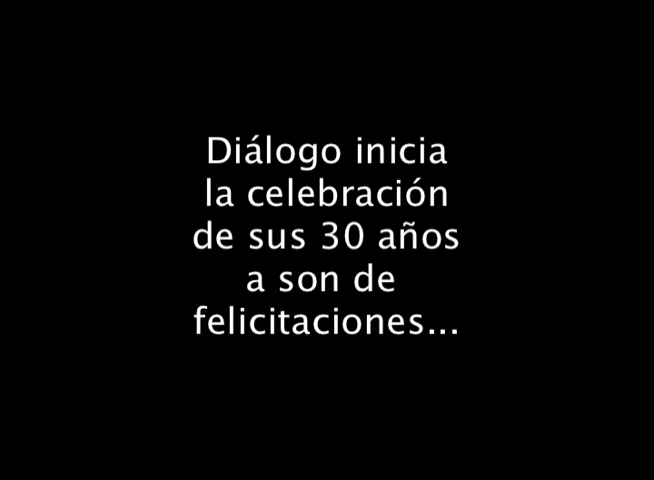 Diálogo inicia
la celebración
de sus 30 años
a son de
felicitaciones...